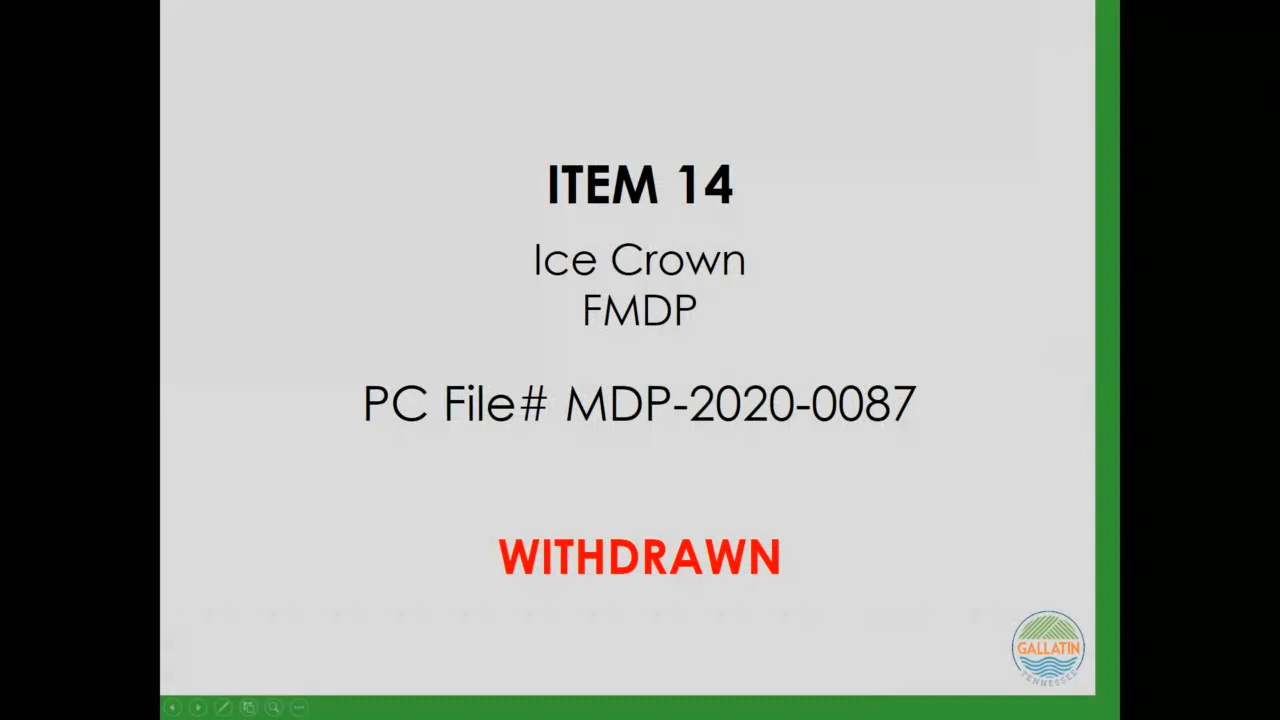 ITEM 14
Ice Crown
FMDP
PC File# MDP-2020-0087
WITHDRAWN
GALLATIN
TENNESSEE